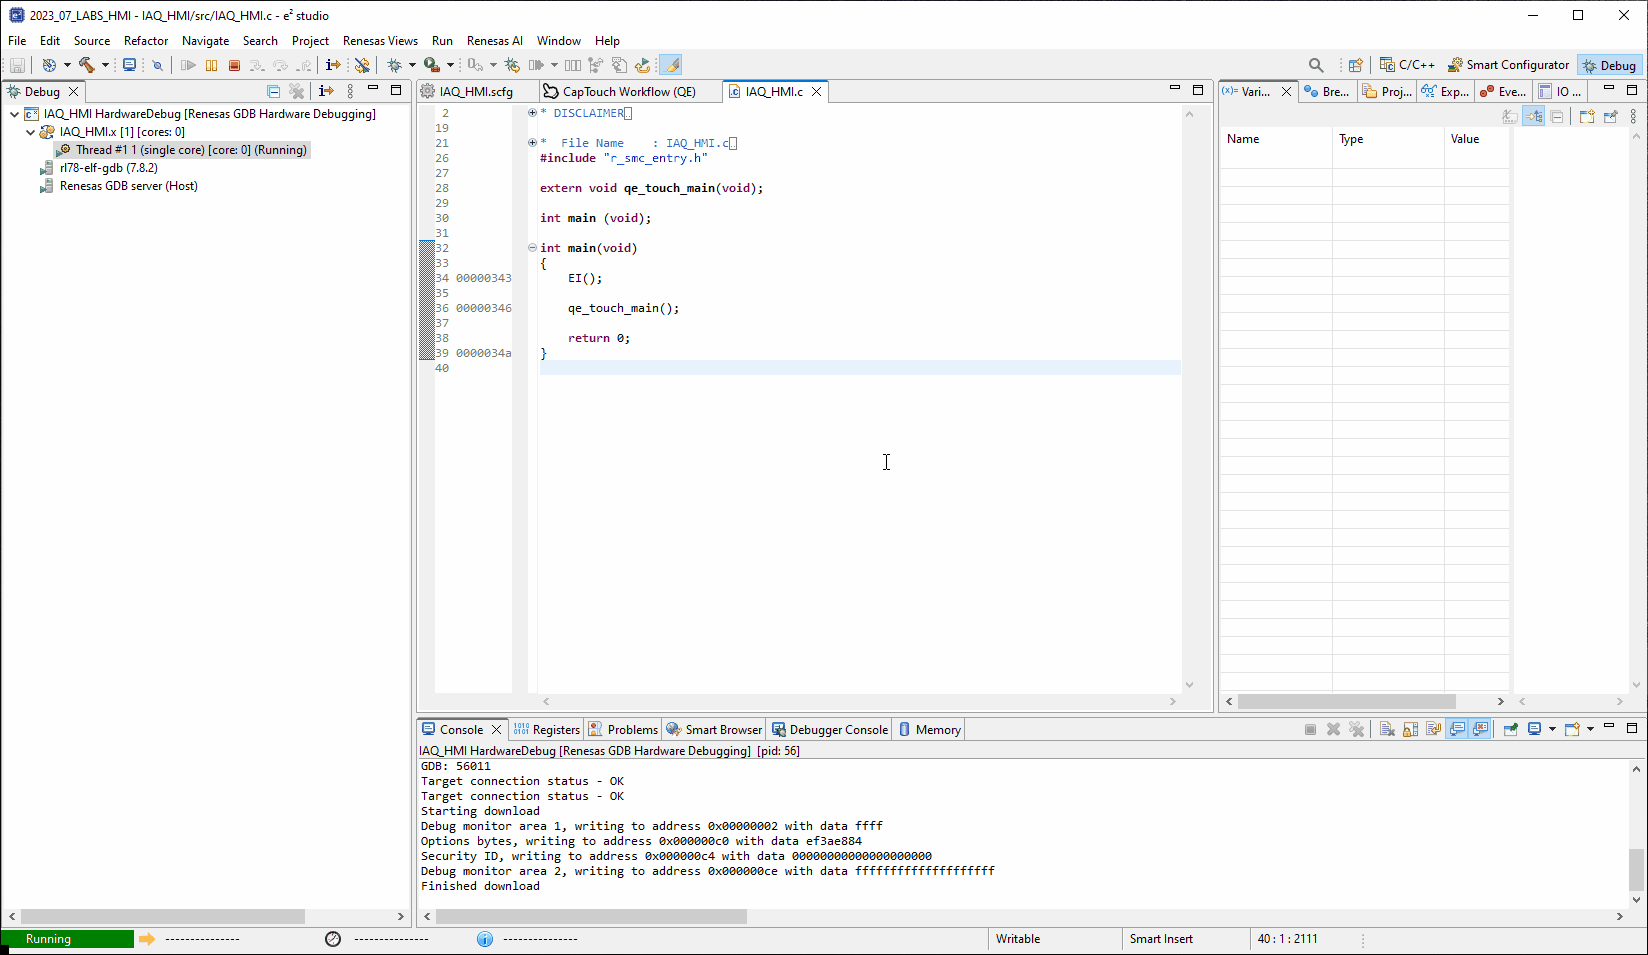 2023_07_LABS_HMI - IAQ_HMI/src/IAQ_HMI.c - e² studio
File Edit Source Refactor Navigate Search Project Renesas Views Run Renesas AI Window Help
C/C++ Smart Configurator Debug
Debug
IAQ_HMI HardwareDebug [Renesas GDB Hardware Debugging]
IAQ_HMI.x [1] [cores: 0]
Thread #1 1 (single core) [core: 0] (Running)
rl78-elf-gdb (7.8.2)
Renesas GDB server (Host)
IAQ_HMI.scfg CapTouch Workflow (QE) IAQ_HMI.c
2 * DISCLAIMER
19
21 * File Name : IAQ_HMI.c
26 #include "r_smc_entry.h"
27
28 extern void qe_touch_main(void);
29
30 int main (void);
31
32 int main(void)
33 {
34 00000343 EI();
35
36 00000346 qe_touch_main();
37
38 return 0;
39 0000034a }
40
(x)= Vari... Bre... Proj... Exp... Eve... IO ...
Name Type Value
Console Registers Problems Smart Browser Debugger Console Memory
IAQ_HMI HardwareDebug [Renesas GDB Hardware Debugging] [pid: 56]
GDB: 56011
Target connection status - OK
Target connection status - OK
Starting download
Debug monitor area 1, writing to address 0x00000002 with data ffff
Options bytes, writing to address 0x000000c0 with data ef3ae884
Security ID, writing to address 0x000000c4 with data 00000000000000000000
Debug monitor area 2, writing to address 0x000000ce with data ffffffffffffffffffff
Finished download
Running --------------- --------------- --------------- Writable Smart Insert 40 : 1 : 2111